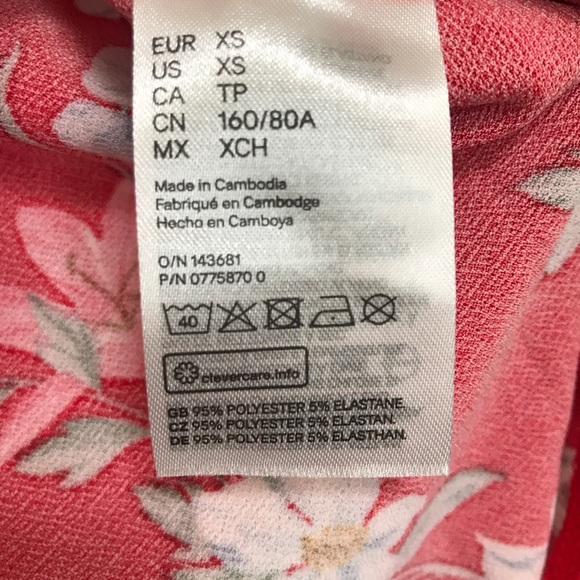 EUR XS
US XS
CA TP
CN 160/80A
MX XCH
Made in Cambodia
Fabriqué en Cambodge
Hecho en Camboya
O/N 143681
P/N 0775870 0
40
clevercare.info
GB 95% POLYESTER 5% ELASTANE.
CZ 95% POLYESTER 5% ELASTAN.
DE 95% POLYESTER 5% ELASTHAN.